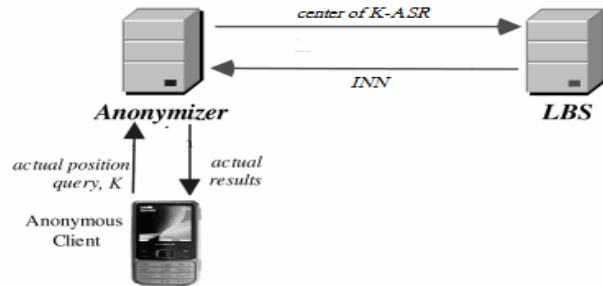 center of K-ASR
INN
Anonymizer
LBS
actual position
query, K
actual
results
Anonymous
Client